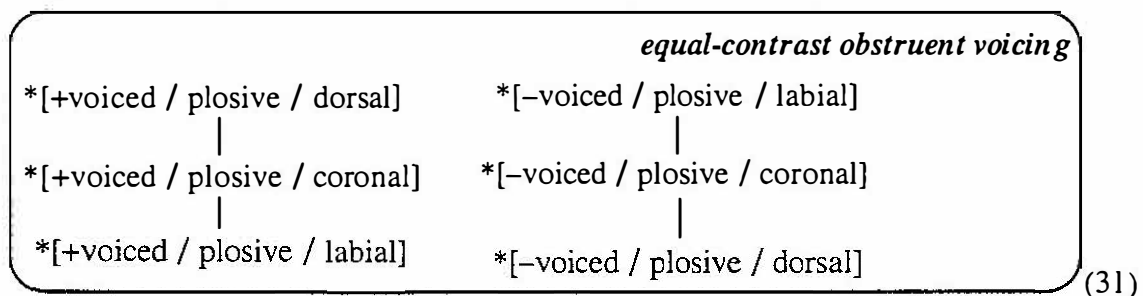 equal-contrast obstruent voicing
*[+voiced / plosive / dorsal] *[–voiced / plosive / labial]
*[+voiced / plosive / coronal] *[–voiced / plosive / coronal]
*[+voiced / plosive / labial] *[–voiced / plosive / dorsal]
(31)